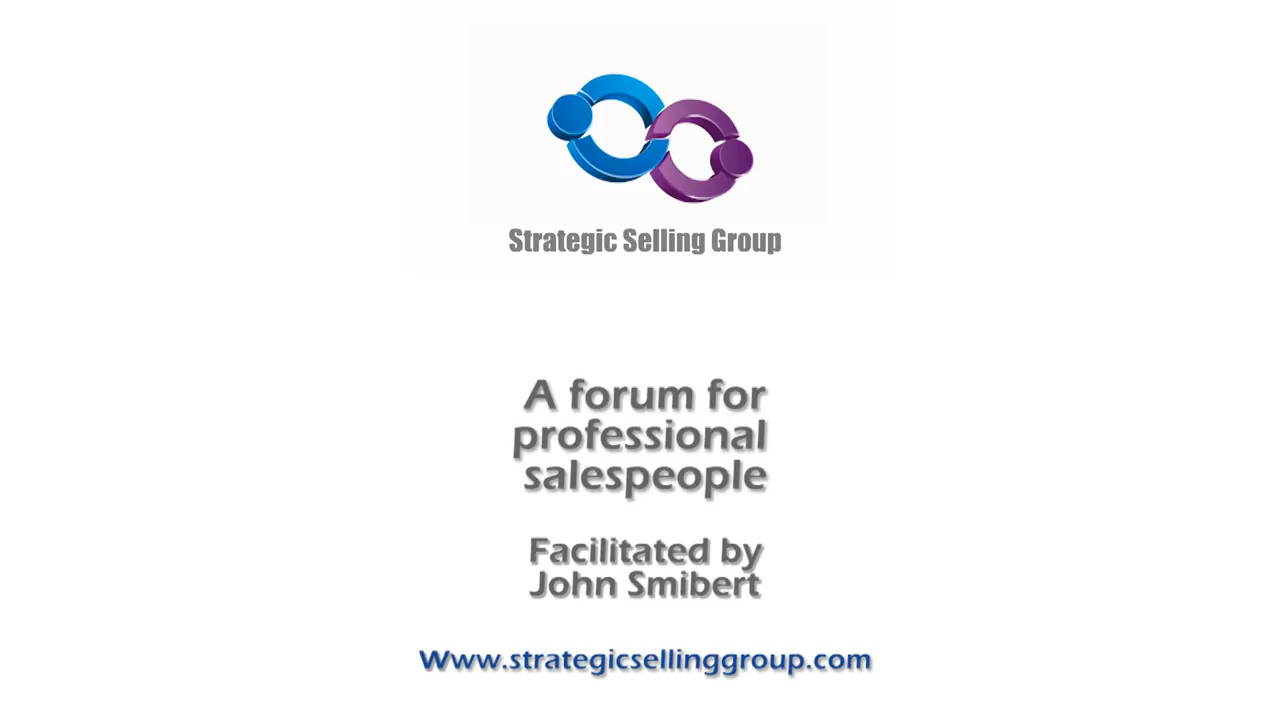 Strategic Selling Group
A forum for
professional
salespeople
Facilitated by
John Smibert
Www.strategicsellinggroup.com